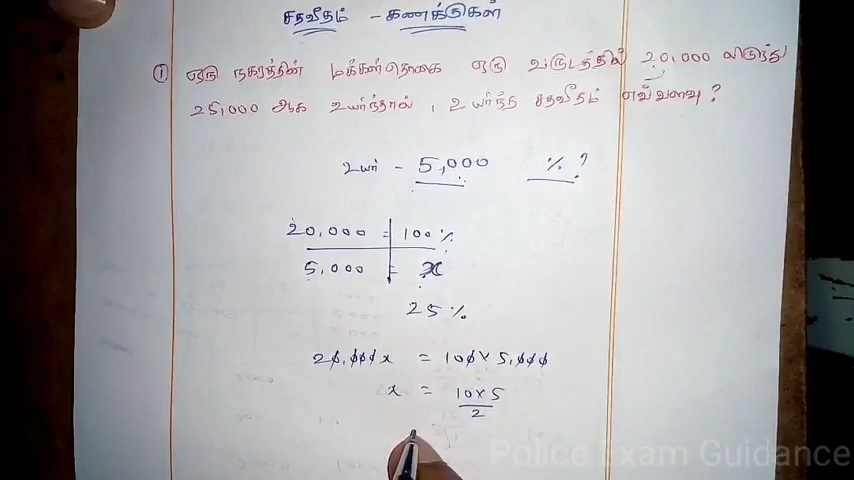 சதவீதம் - கணக்குகள்
① ஒரு நகரத்தின் மக்கள்தொகை ஒரு வருடத்தில் 20,000 லிருந்து
25,000 ஆக உயர்ந்தால், உயர்ந்த சதவீதம் எவ்வளவு?
உயர் - 5,000 %?
20,000 = 100%
5,000 = x
25%
20,000x = 100 × 5,000
x = 10 × 5
2
Police Exam Guidance